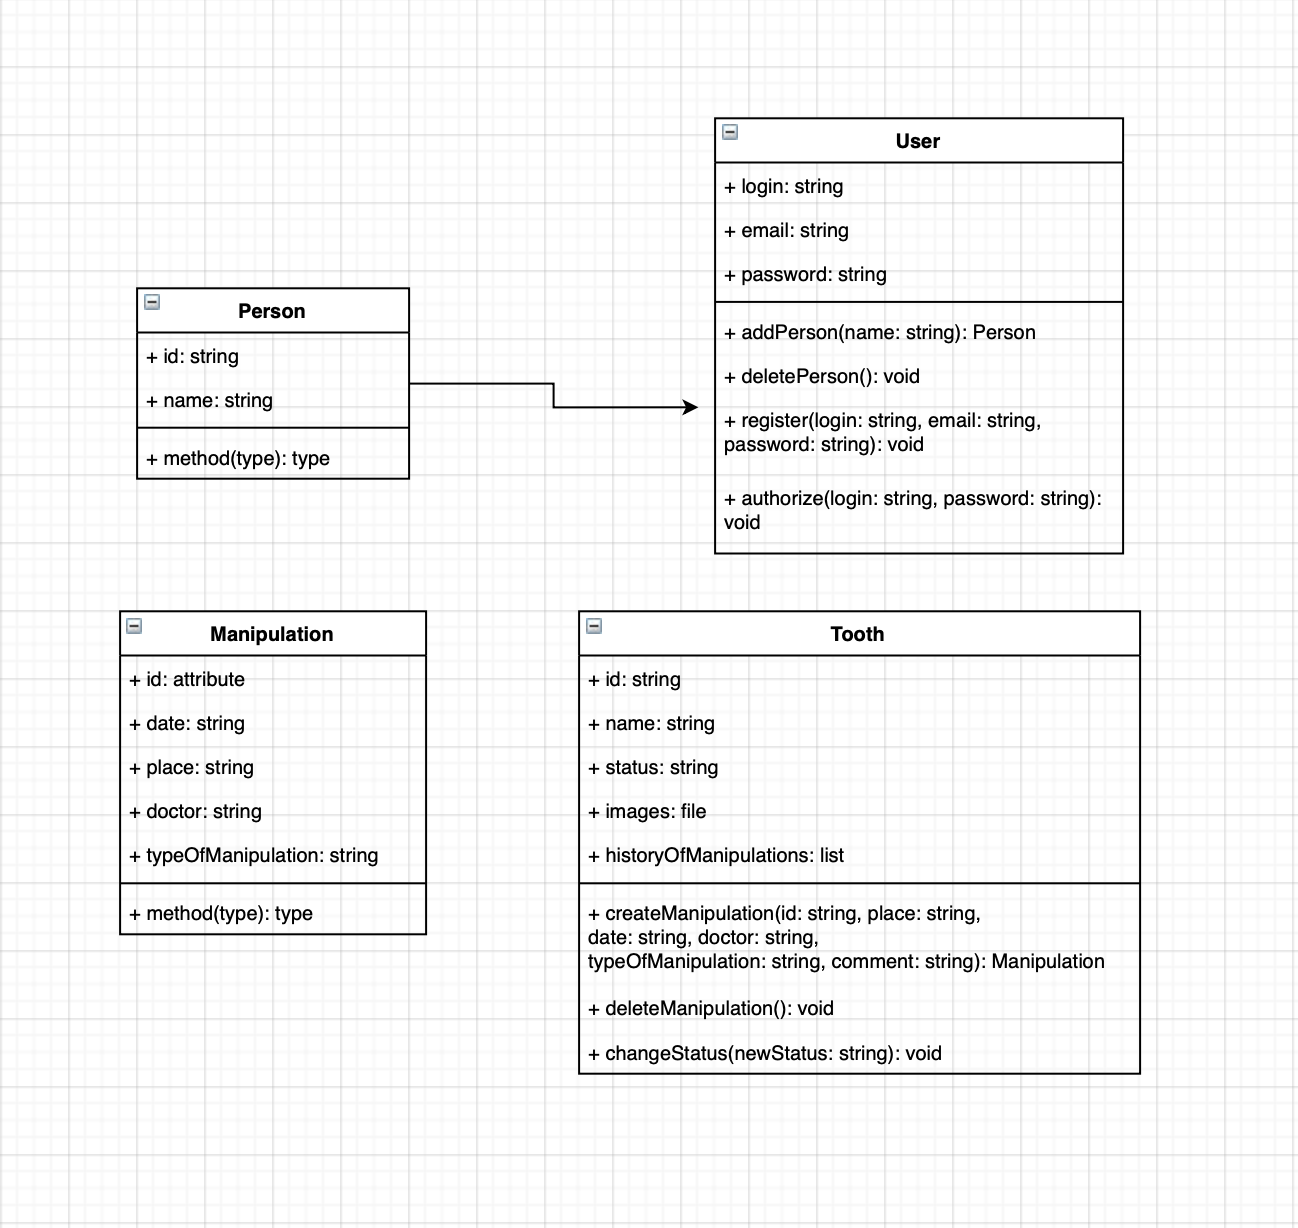 User
+ login: string
+ email: string
+ password: string
+ addPerson(name: string): Person
+ deletePerson(): void
+ register(login: string, email: string,
password: string): void
+ authorize(login: string, password: string):
void
Person
+ id: string
+ name: string
+ method(type): type
Manipulation
+ id: attribute
+ date: string
+ place: string
+ doctor: string
+ typeOfManipulation: string
+ method(type): type
Tooth
+ id: string
+ name: string
+ status: string
+ images: file
+ historyOfManipulations: list
+ createManipulation(id: string, place: string,
date: string, doctor: string,
typeOfManipulation: string, comment: string): Manipulation
+ deleteManipulation(): void
+ changeStatus(newStatus: string): void